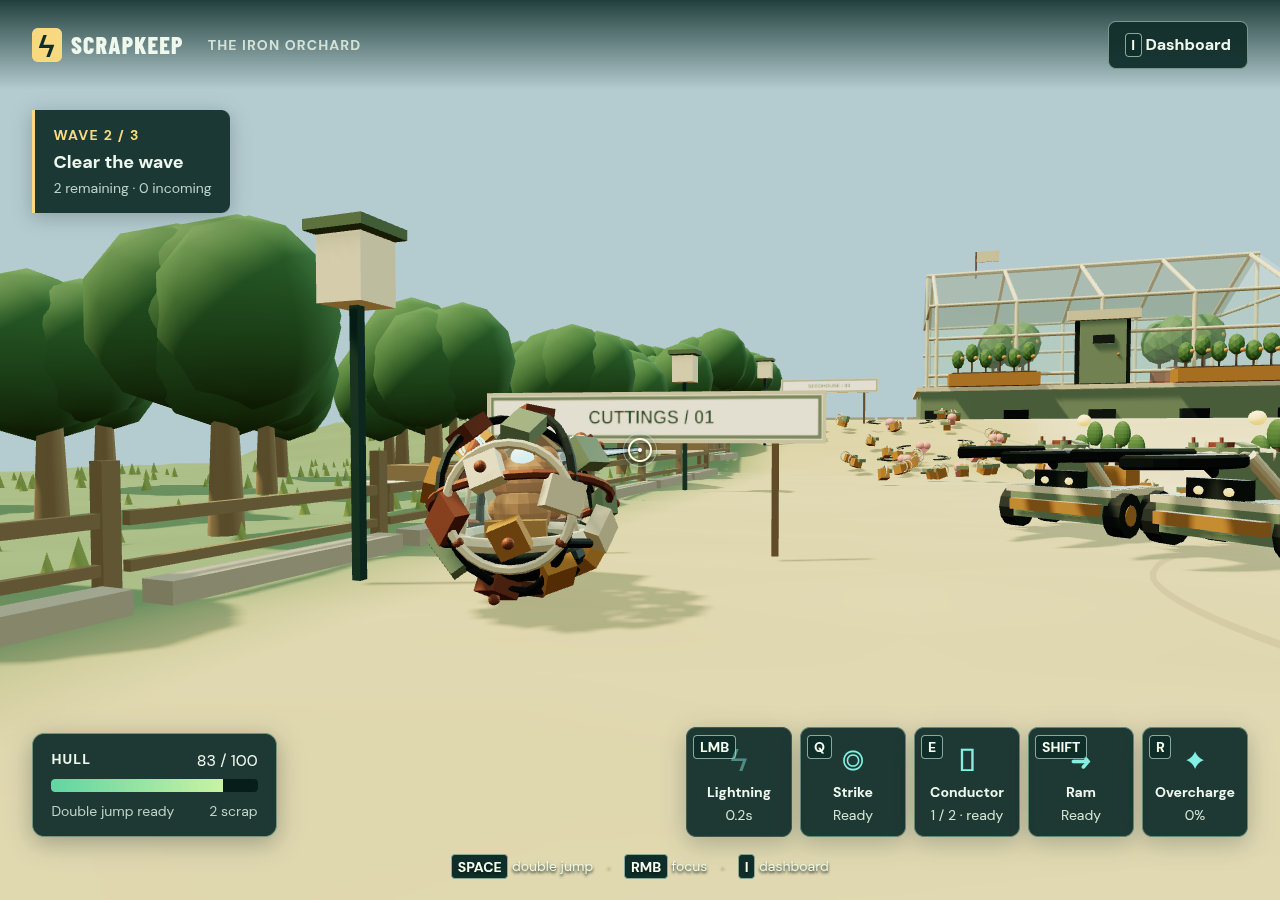 SCRAPKEEP
THE IRON ORCHARD
I Dashboard
WAVE 2 / 3
Clear the wave
2 remaining · 0 incoming
CUTTINGS / 01
HULL 83 / 100
Double jump ready 2 scrap
LMB
Lightning
0.2s
Q
Strike
Ready
E
Conductor
1 / 2 · ready
SHIFT
Ram
Ready
R
Overcharge
0%
SPACE double jump · RMB focus · I dashboard